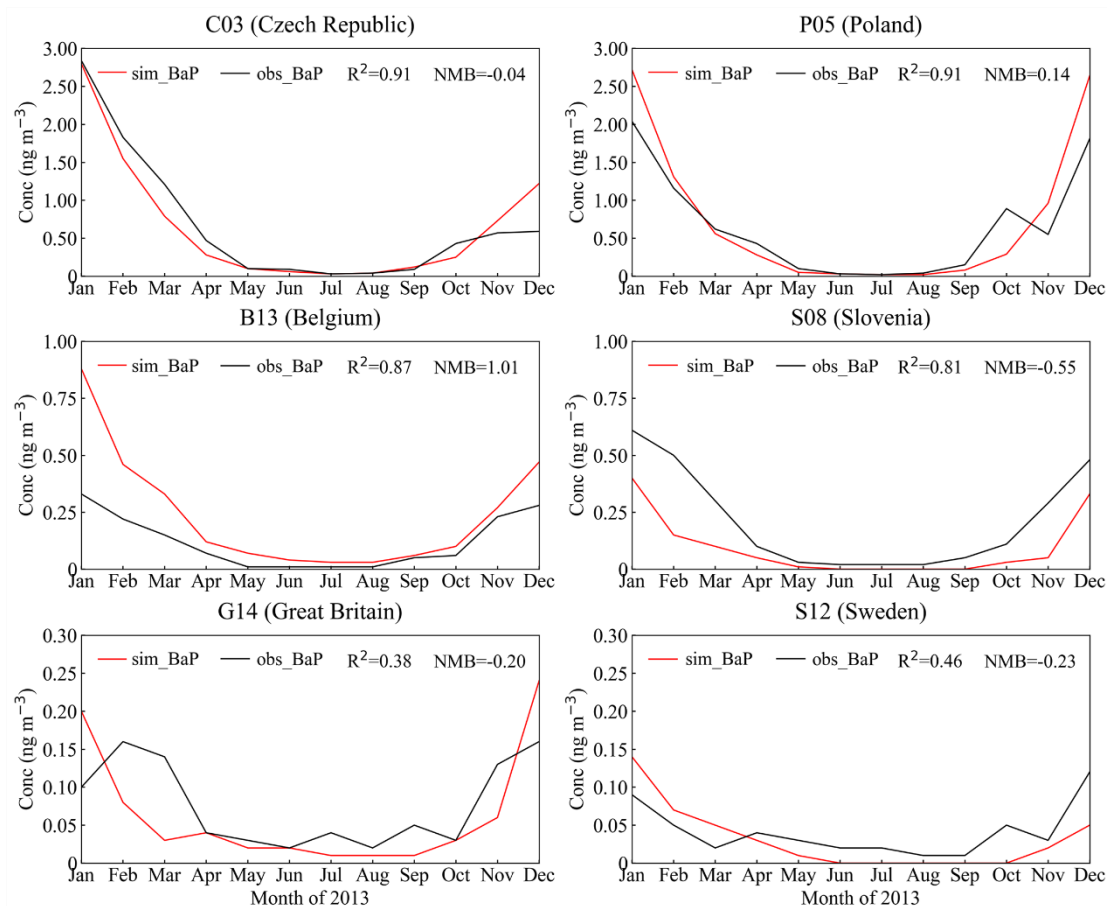 C03 (Czech Republic)
Conc (ng m⁻³)
3.00
2.50
2.00
1.50
1.00
0.50
0
sim_BaP obs_BaP R²=0.91 NMB=-0.04
Jan Feb Mar Apr May Jun Jul Aug Sep Oct Nov Dec
P05 (Poland)
Conc (ng m⁻³)
3.00
2.50
2.00
1.50
1.00
0.50
0
sim_BaP obs_BaP R²=0.91 NMB=0.14
Jan Feb Mar Apr May Jun Jul Aug Sep Oct Nov Dec
B13 (Belgium)
Conc (ng m⁻³)
1.00
0.75
0.50
0.25
0
sim_BaP obs_BaP R²=0.87 NMB=1.01
Jan Feb Mar Apr May Jun Jul Aug Sep Oct Nov Dec
S08 (Slovenia)
Conc (ng m⁻³)
1.00
0.75
0.50
0.25
0
sim_BaP obs_BaP R²=0.81 NMB=-0.55
Jan Feb Mar Apr May Jun Jul Aug Sep Oct Nov Dec
G14 (Great Britain)
Conc (ng m⁻³)
0.30
0.25
0.20
0.15
0.10
0.05
0.00
sim_BaP obs_BaP R²=0.38 NMB=-0.20
Jan Feb Mar Apr May Jun Jul Aug Sep Oct Nov Dec
Month of 2013
S12 (Sweden)
Conc (ng m⁻³)
0.30
0.25
0.20
0.15
0.10
0.05
0.00
sim_BaP obs_BaP R²=0.46 NMB=-0.23
Jan Feb Mar Apr May Jun Jul Aug Sep Oct Nov Dec
Month of 2013